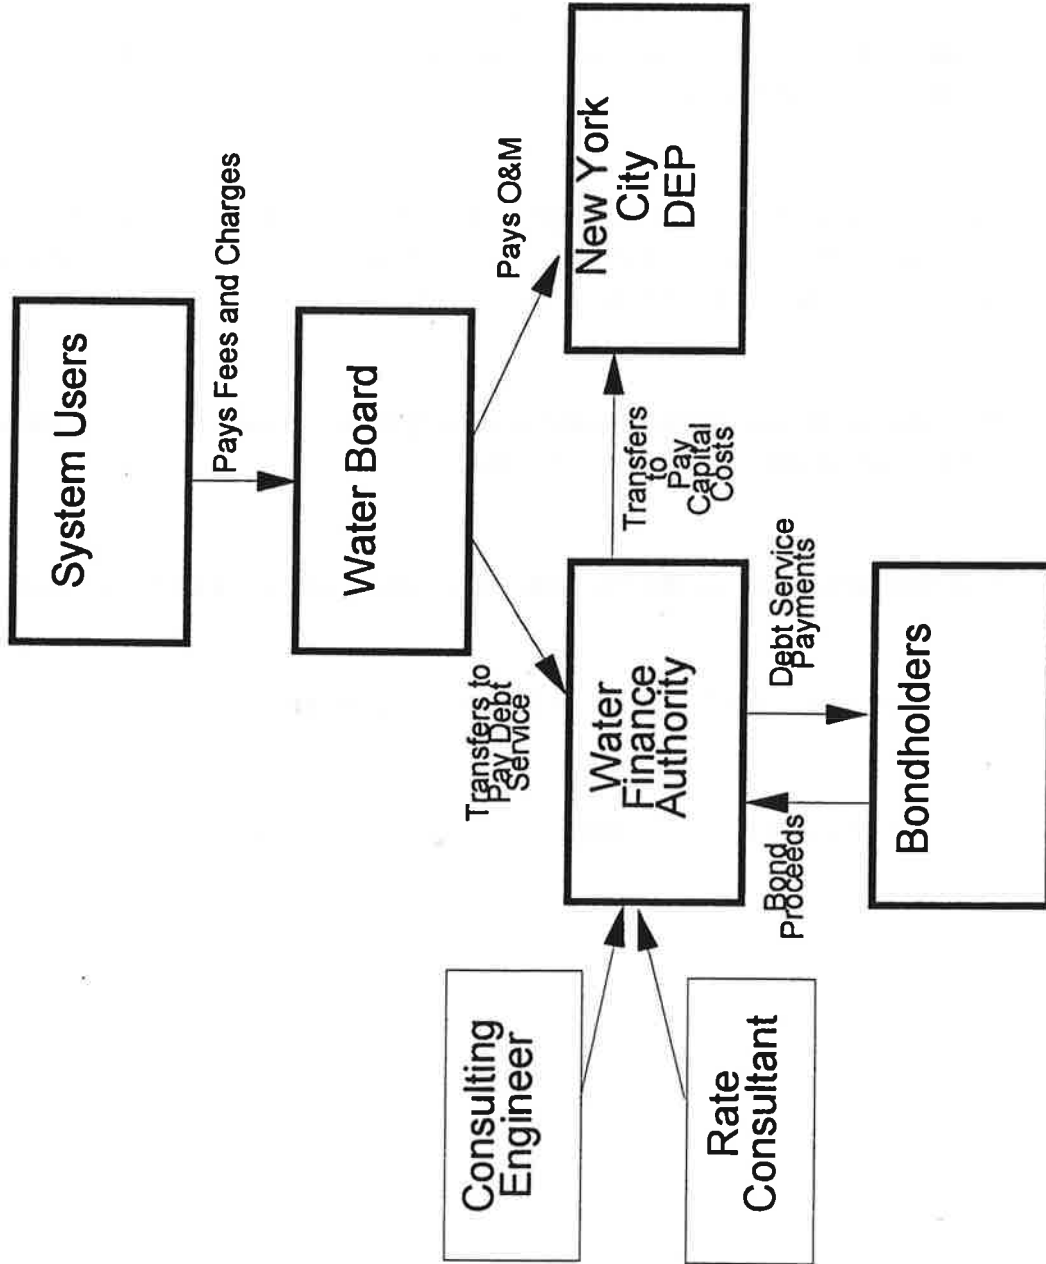 System Users
Pays Fees and Charges
Water Board
Pays O&M
Transfers to
Pay Debt
Service
New York
City
DEP
Transfers
to
Pay
Capital
Costs
Water
Finance
Authority
Consulting
Engineer
Rate
Consultant
Bond
Proceeds
Debt Service
Payments
Bondholders